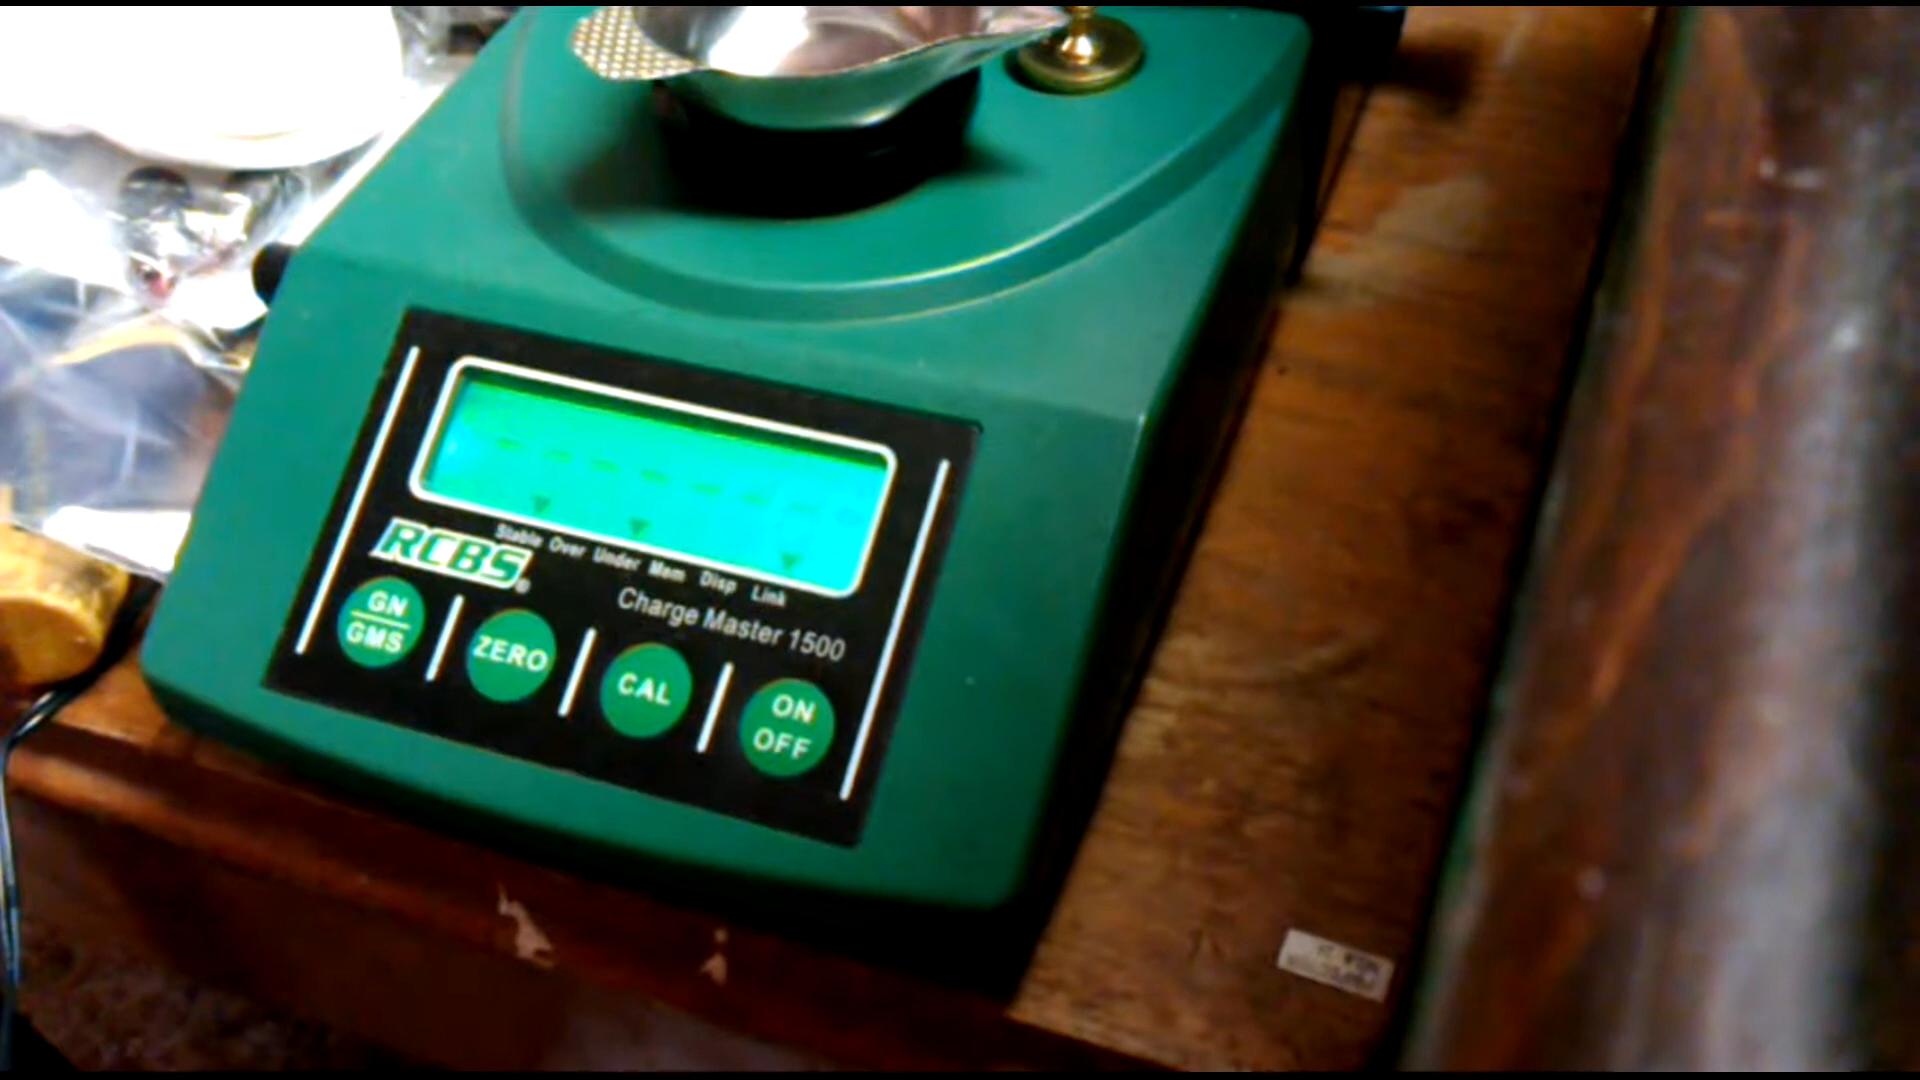 Stable Over Under Mem Disp Link
RCBS®
Charge Master 1500
GN
GMS
ZERO
CAL
ON
OFF